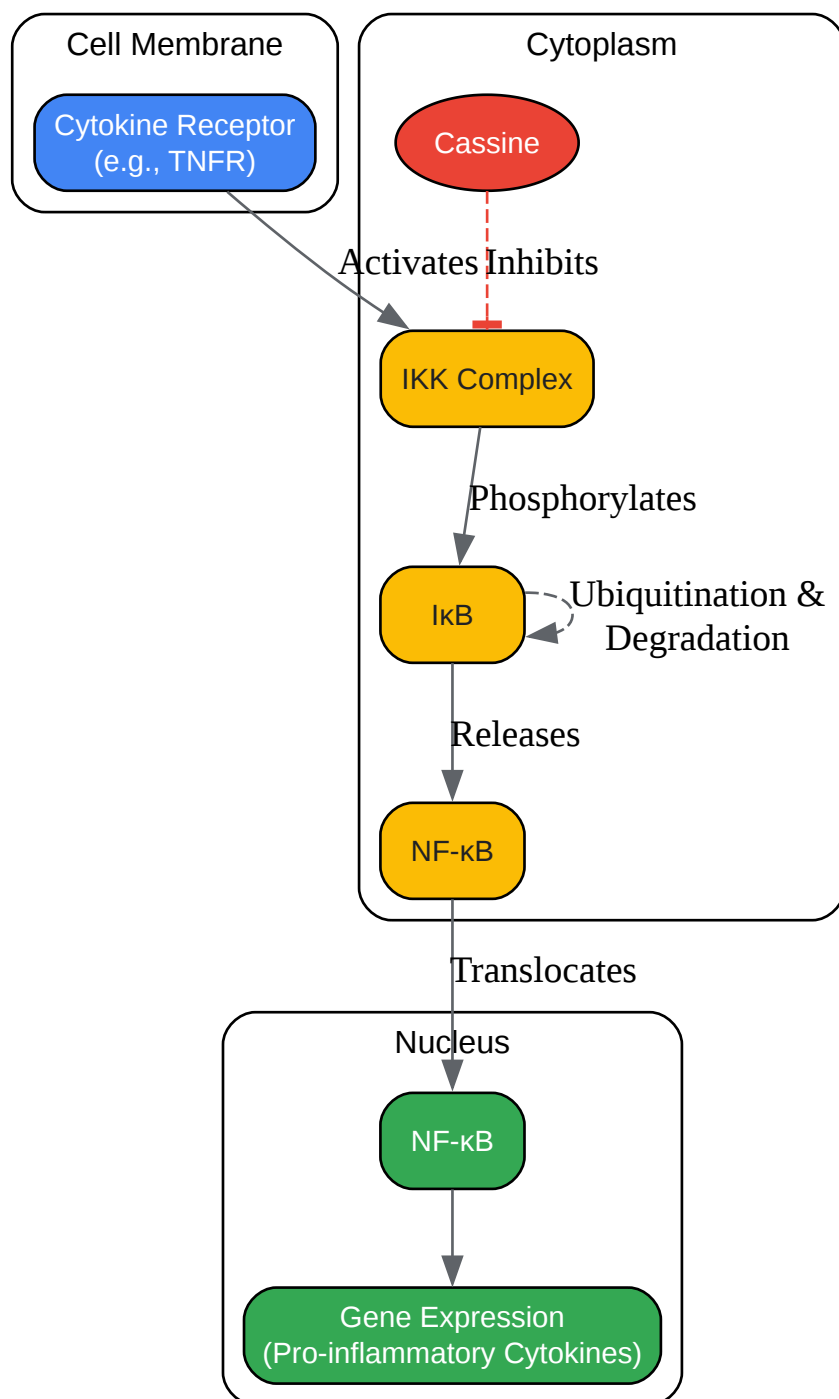 Cell Membrane
Cytoplasm
Cytokine Receptor
(e.g., TNFR)
Cassine
Activates
Inhibits
IKK Complex
Phosphorylates
IκB
Ubiquitination &
Degradation
Releases
NF-κB
Translocates
Nucleus
NF-κB
Gene Expression
(Pro-inflammatory Cytokines)